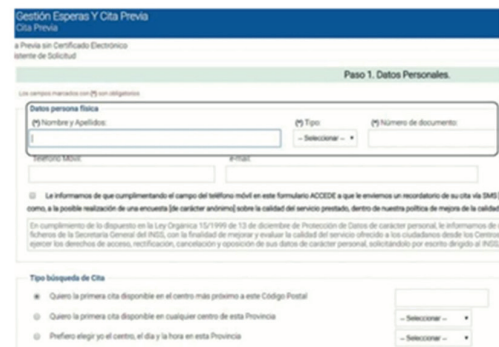 Gestión Esperas Y Cita Previa
Cita Previa
a Previa sin Certificado Electrónico
istente de Solicitud
Paso 1. Datos Personales.
Los campos marcados con (*) son obligatorios
Datos persona física
(*) Nombre y Apellidos:
(*) Tipo:
(*) Número de documento:
-- Seleccionar --
Teléfono Móvil:
e-mail:
Le informamos de que cumplimentando el campo del teléfono móvil en este formulario ACCEDE a que le enviemos un recordatorio de su cita vía SMS
como, a la posible realización de una encuesta (de carácter anónimo) sobre la calidad del servicio prestado, dentro de nuestra política de mejora de la calidad
En cumplimiento de lo dispuesto en la Ley Orgánica 15/1999 de 13 de diciembre de Protección de Datos de carácter personal, le informamos de
ficheros de la Secretaría General del INSS, con la finalidad de mejorar y evaluar la calidad del servicio ofrecido a los ciudadanos desde los Centros
ejercer los derechos de acceso, rectificación, cancelación y oposición de sus datos de carácter personal, solicitándolo por escrito dirigido al INSS
Tipo búsqueda de Cita
Quiero la primera cita disponible en el centro más próximo a este Código Postal
Quiero la primera cita disponible en cualquier centro de esta Provincia
-- Seleccionar --
Prefiero elegir yo el centro, el día y la hora en esta Provincia
-- Seleccionar --